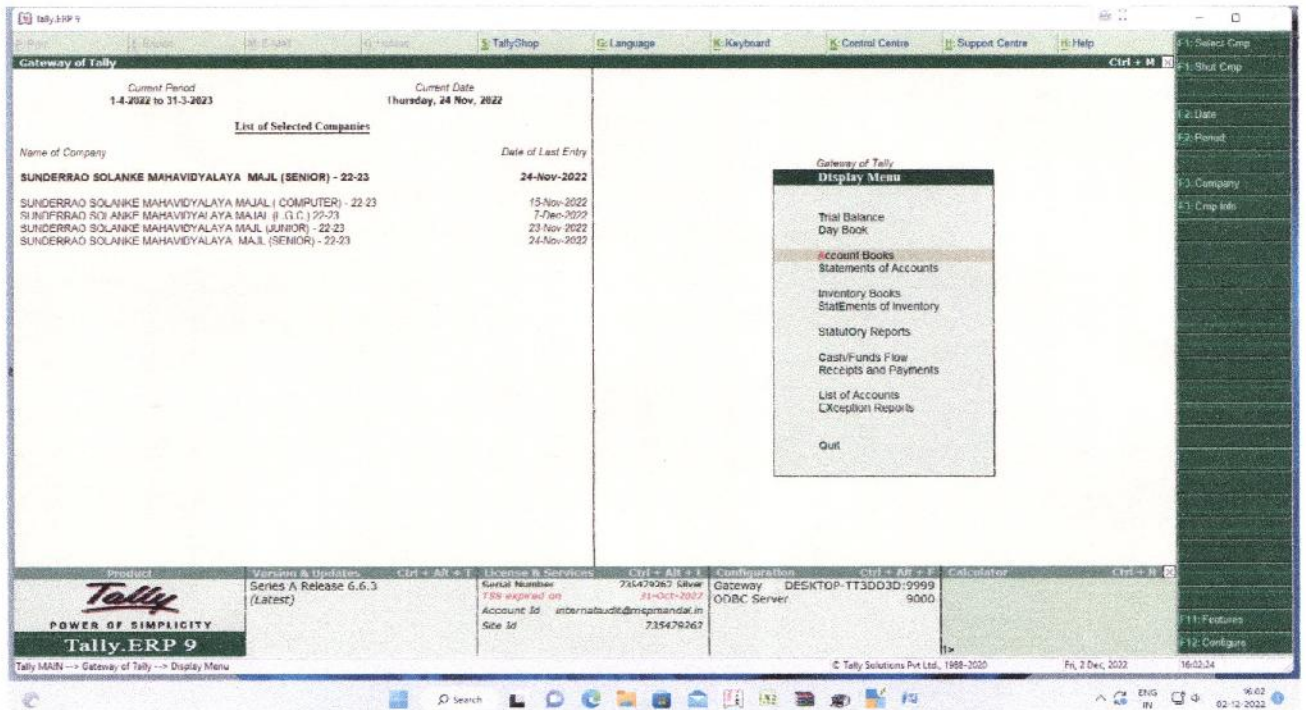 Tally.ERP 9
S: TallyShop G: Language K: Keyboard K: Control Centre H: Support Centre H: Help F1: Select Cmp
Gateway of Tally Ctrl + M
F1: Shut Cmp
Current Period Current Date
1-4-2022 to 31-3-2023 Thursday, 24 Nov, 2022
F2: Date
List of Selected Companies
F2: Period
Name of Company Date of Last Entry
Gateway of Tally
SUNDERRAO SOLANKE MAHAVIDYALAYA MAJL (SENIOR) - 22-23 24-Nov-2022
Display Menu
F3: Company
SUNDERRAO SOLANKE MAHAVIDYALAYA MAJAL ( COMPUTER) - 22-23 15-Nov-2022
F3: Cmp Info
SUNDERRAO SOLANKE MAHAVIDYALAYA MAJAL (L.G.C.) 22-23 7-Dec-2022
SUNDERRAO SOLANKE MAHAVIDYALAYA MAJL (JUNIOR) - 22-23 23-Nov-2022
SUNDERRAO SOLANKE MAHAVIDYALAYA MAJL (SENIOR) - 22-23 24-Nov-2022
Trial Balance
Day Book
Account Books
Statements of Accounts
Inventory Books
StatEments of Inventory
StatutOry Reports
Cash/Funds Flow
Receipts and Payments
List of Accounts
EXception Reports
Quit
Product Version & Updates Ctrl + Alt + T License & Services Ctrl + Alt + L Configuration Ctrl + Alt + F Calculator Ctrl + N
Tally
POWER OF SIMPLICITY
Tally.ERP 9
Series A Release 6.6.3
(Latest)
Serial Number 735479262 Silver
TSS expired on
Account Id internalaudit@mspmandal.in
Site Id 735479262
Gateway DESKTOP-TT3DD3D:9999
ODBC Server 9000
1>
F11: Features
F12: Configure
Tally MAIN --> Gateway of Tally --> Display Menu © Tally Solutions Pvt Ltd., 1988-2020 Fri, 2 Dec, 2022 16:02:24
Search ENG IN 16:02 02-12-2022